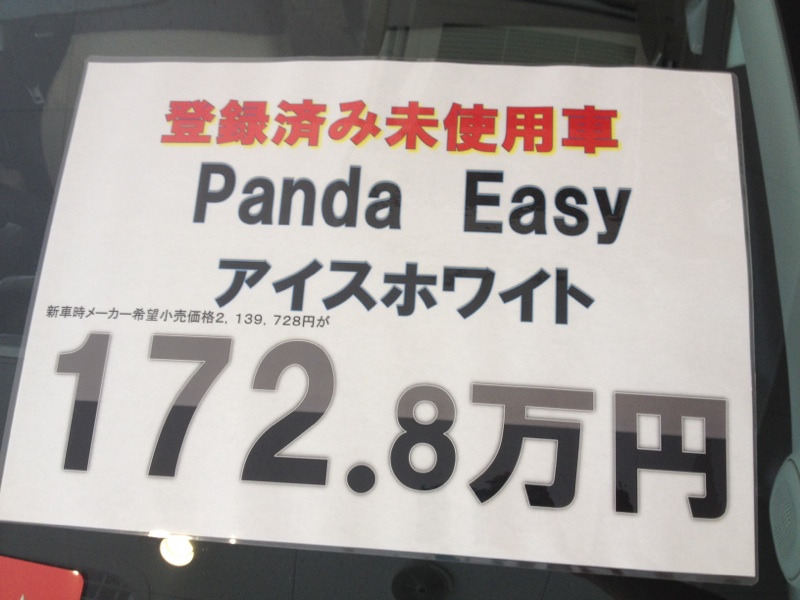 登録済み未使用車
Panda Easy
アイスホワイト
新車時メーカー希望小売価格2,139,728円が
172.8万円